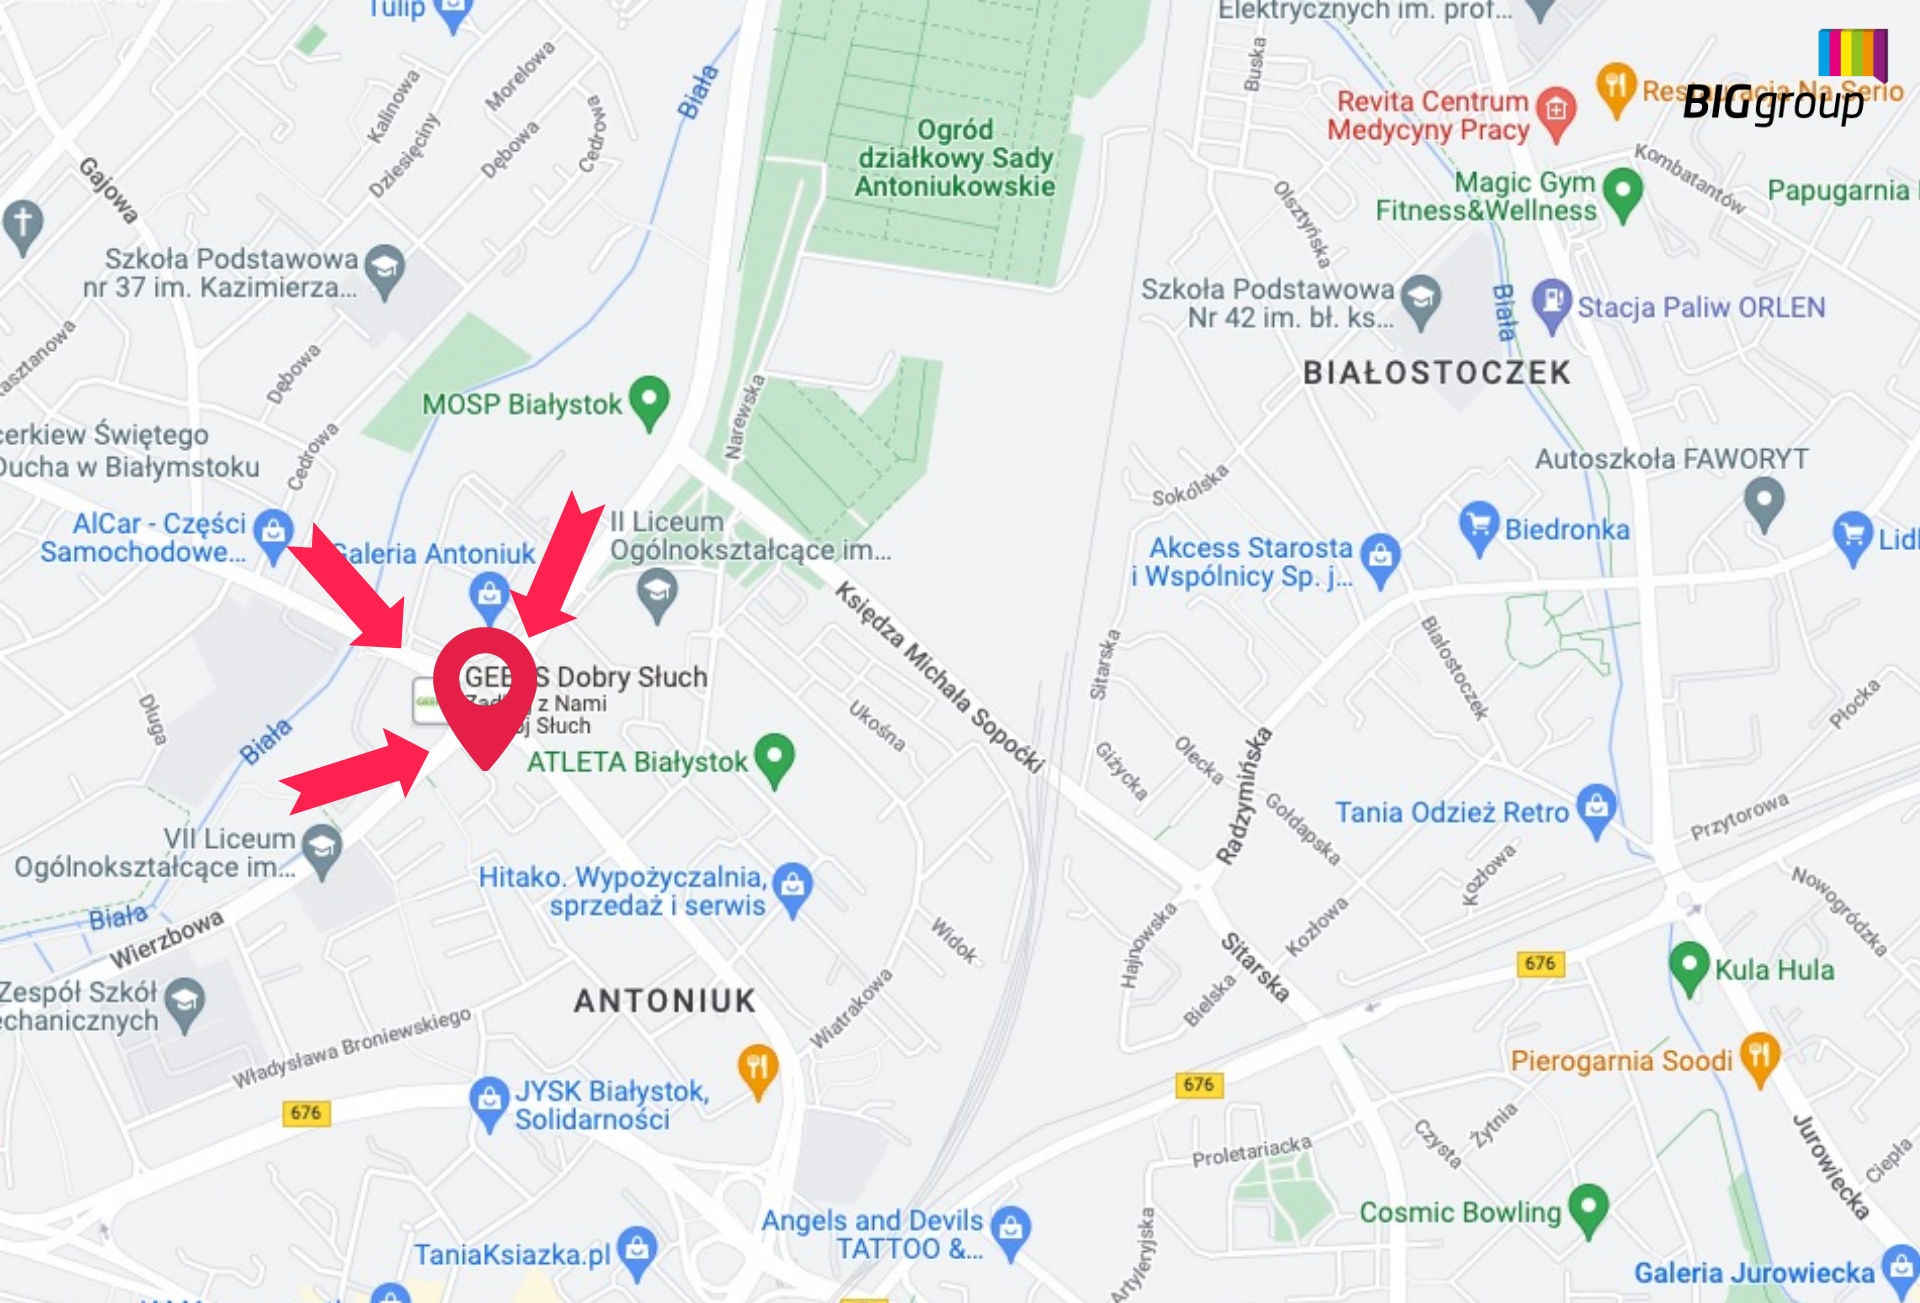 Tulip
Elektrycznych im. prof...
BIGgroup
Serio
Morelowa
Kalinowa
Dziesięciny
Dębowa
Cedrowa
Biała
Buska
Revita Centrum
Medycyny Pracy
Ogród
działkowy Sady
Antoniukowskie
Kombatantów
Gajowa
Magic Gym
Fitness&Wellness
Papugarnia
Olsztyńska
Szkoła Podstawowa
nr 37 im. Kazimierza...
Szkoła Podstawowa
Nr 42 im. bł. ks...
Biała
Stacja Paliw ORLEN
Dębowa
BIAŁOSTOCZEK
MOSP Białystok
Narewska
cerkiew Świętego
Ducha w Białymstoku
Cedrowa
Autoszkoła FAWORYT
Sokólska
AlCar - Części
Samochodowe...
Galeria Antoniuk
II Liceum
Ogólnokształcące im...
Akcess Starosta
i Wspólnicy Sp. j...
Biedronka
Lidl
Księdza Michała Sopoćki
Białostoczek
Sitarska
GEERS Dobry Słuch
z Nami
Słuch
Długa
Biała
Ukośna
Płocka
ATLETA Białystok
Giżycka
Olecka
Radzymińska
Gołdapska
Tania Odzież Retro
Przytorowa
VII Liceum
Ogólnokształcące im...
Kozłowa
Nowogródzka
Hitako. Wypożyczalnia,
sprzedaż i serwis
Biała
Wierzbowa
Widok
Hajnowska
Kozłowa
Sitarska
676
Kula Hula
Zespół Szkół
echanicznych
ANTONIUK
Wiatrakowa
Bielska
Władysława Broniewskiego
Pierogarnia Soodi
676
JYSK Białystok,
Solidarności
676
Proletariacka
Czysta
Żytnia
Jurowiecka
Ciepła
Angels and Devils
TATTOO &...
Cosmic Bowling
Artyleryjska
TaniaKsiazka.pl
Galeria Jurowiecka